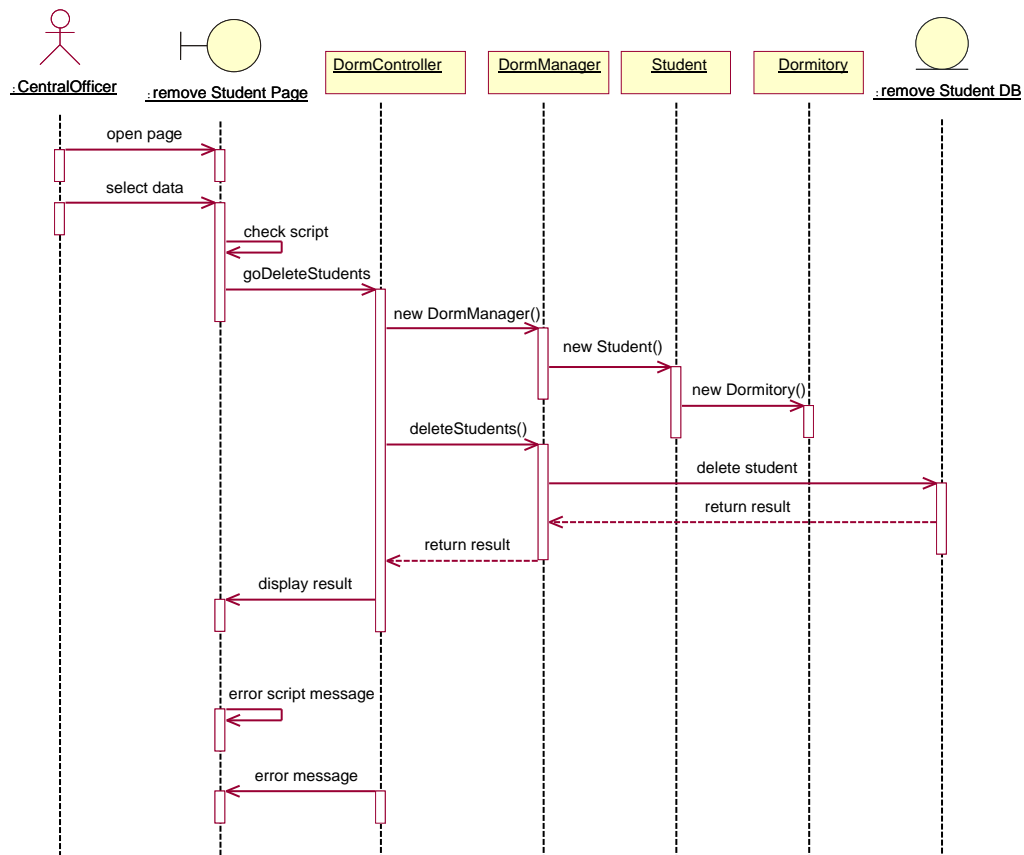 DormController
DormManager
Student
Dormitory
: CentralOfficer
: remove Student Page
: remove Student DB
open page
select data
check script
goDeleteStudents
new DormManager()
new Student()
new Dormitory()
deleteStudents()
delete student
return result
return result
display result
error script message
error message